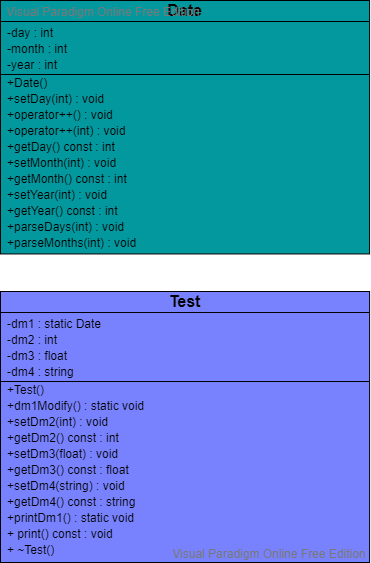 Visual Paradigm Online Free Edition
Date
-day : int
-month : int
-year : int
+Date()
+setDay(int) : void
+operator++() : void
+operator++(int) : void
+getDay() const : int
+setMonth(int) : void
+getMonth() const : int
+setYear(int) : void
+getYear() const : int
+parseDays(int) : void
+parseMonths(int) : void
Test
-dm1 : static Date
-dm2 : int
-dm3 : float
-dm4 : string
+Test()
+dm1Modify() : static void
+setDm2(int) : void
+getDm2() const : int
+setDm3(float) : void
+getDm3() const : float
+setDm4(string) : void
+getDm4() const : string
+printDm1() : static void
+ print() const : void
+ ~Test()
Visual Paradigm Online Free Edition